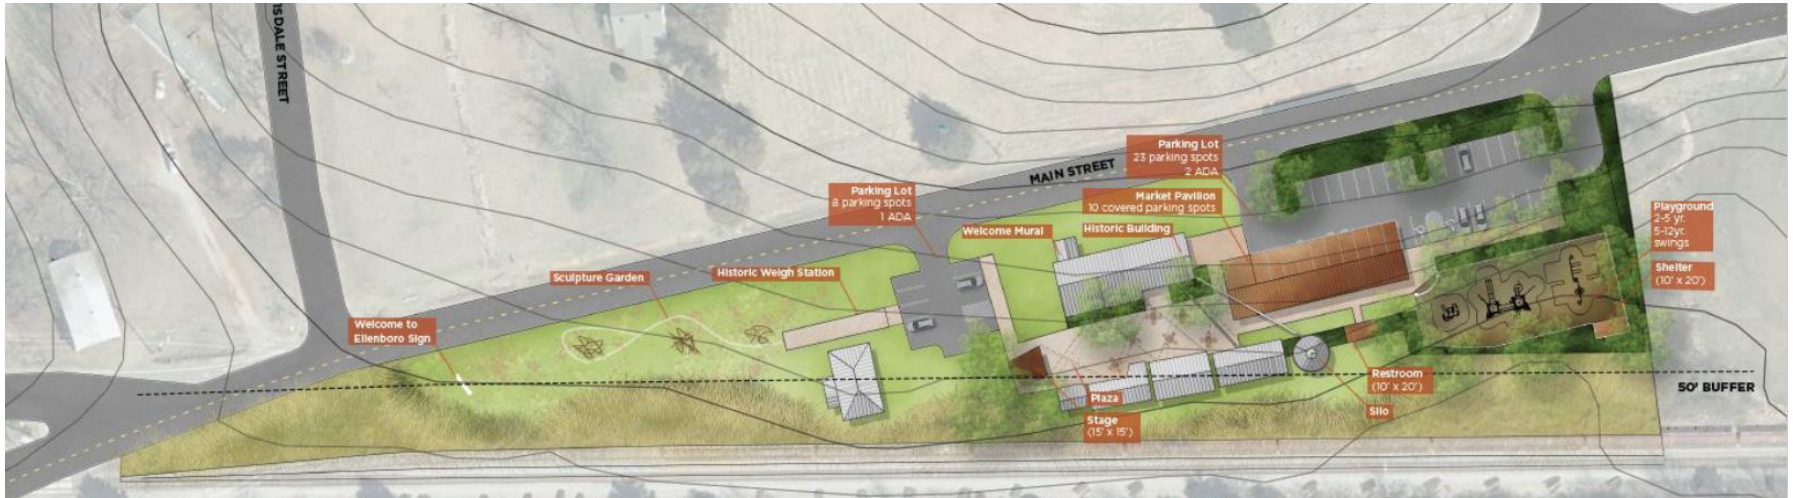 ISDALE STREET
MAIN STREET
Parking Lot
23 parking spots
2 ADA
Parking Lot
8 parking spots
1 ADA
Market Pavilion
10 covered parking spots
Welcome Mural
Historic Building
Playground
2-5 yr.
5-12yr.
swings
Shelter
(10' x 20')
Sculpture Garden
Historic Weigh Station
Welcome to
Ellenboro Sign
50' BUFFER
Restroom
(10' x 20')
Plaza
Silo
Stage
(15' x 15')